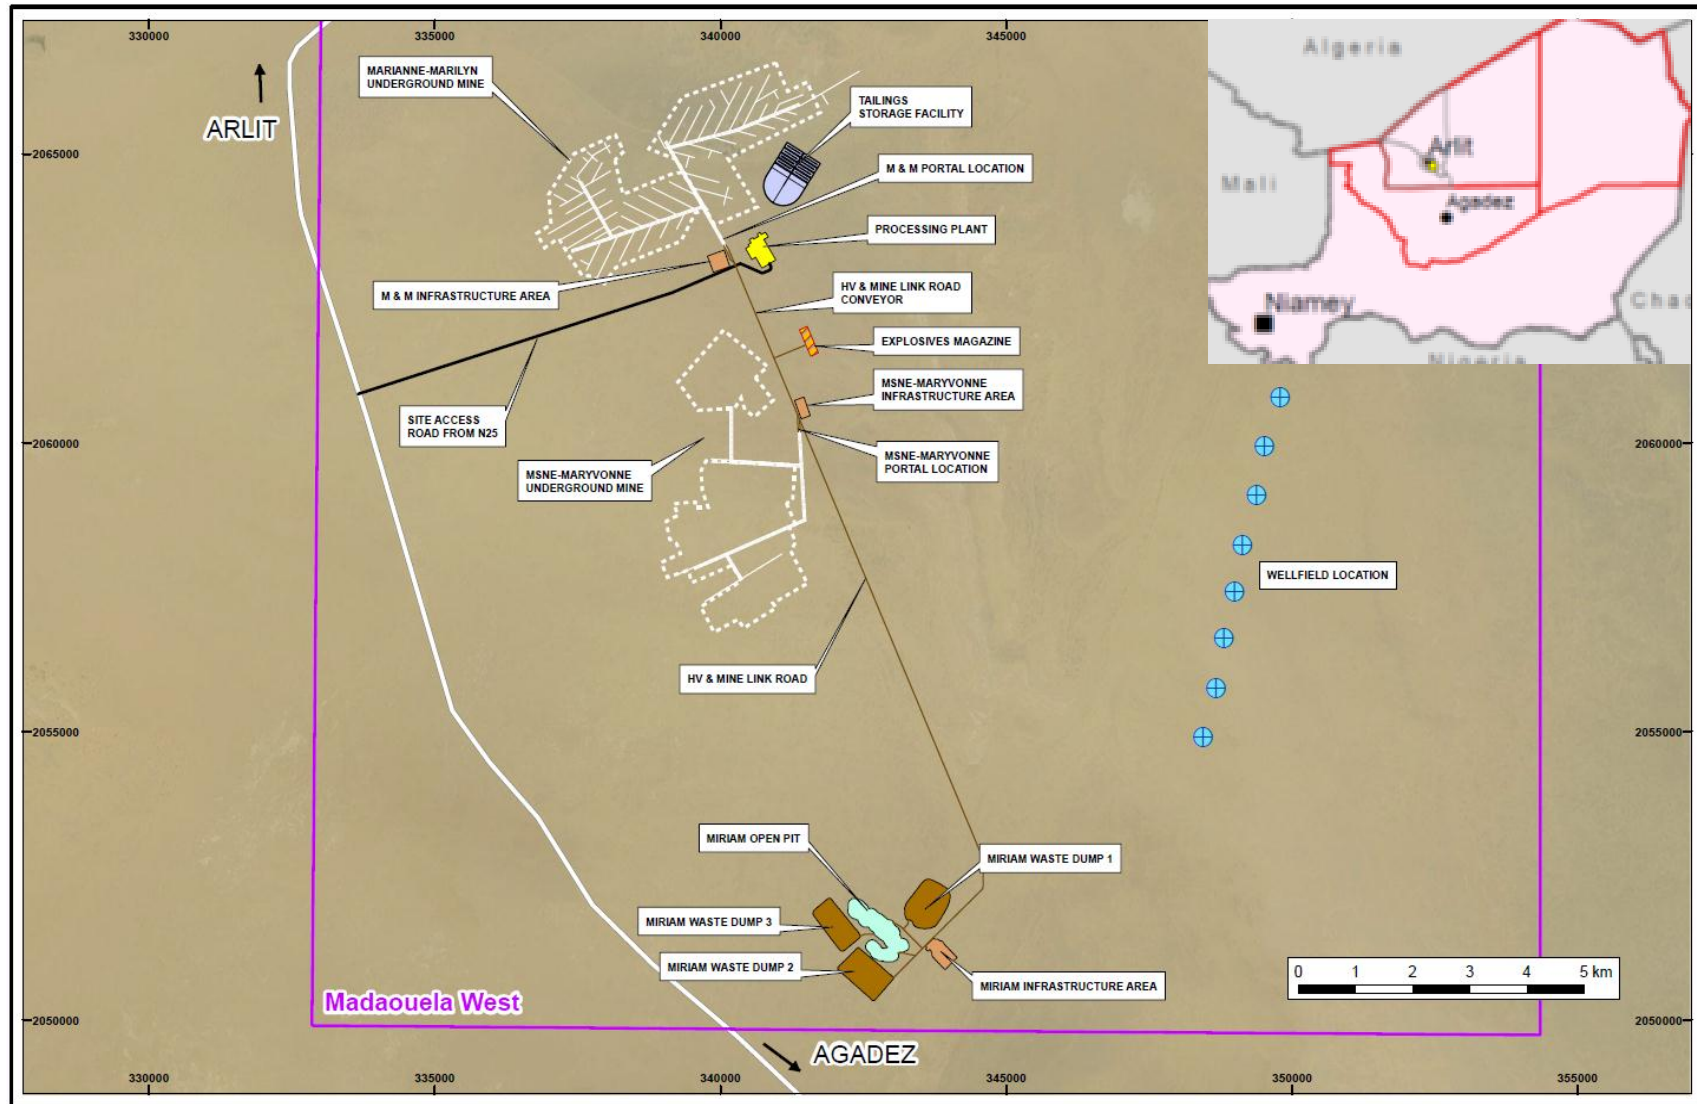 330000
335000
340000
345000
Algeria
Mali
Arlit
Agadez
Niamey
Chad
Nigeria
MARIANNE-MARILYN
UNDERGROUND MINE
ARLIT
TAILINGS
STORAGE FACILITY
2065000
M & M PORTAL LOCATION
PROCESSING PLANT
M & M INFRASTRUCTURE AREA
HV & MINE LINK ROAD
CONVEYOR
EXPLOSIVES MAGAZINE
MSNE-MARYVONNE
INFRASTRUCTURE AREA
SITE ACCESS
ROAD FROM N25
2060000
2060000
MSNE-MARYVONNE
UNDERGROUND MINE
MSNE-MARYVONNE
PORTAL LOCATION
WELLFIELD LOCATION
HV & MINE LINK ROAD
2055000
2055000
MIRIAM OPEN PIT
MIRIAM WASTE DUMP 1
MIRIAM WASTE DUMP 3
MIRIAM WASTE DUMP 2
MIRIAM INFRASTRUCTURE AREA
0 1 2 3 4 5 km
Madaouela West
2050000
2050000
AGADEZ
330000
335000
340000
345000
350000
355000